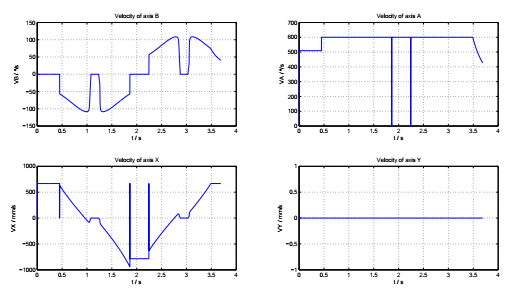 Velocity of axis B
VB / °/s
150
100
50
0
−50
−100
−150
0 0.5 1 1.5 2 2.5 3 3.5 4
t / s
Velocity of axis A
VA / °/s
700
600
500
400
300
200
100
0
0 0.5 1 1.5 2 2.5 3 3.5 4
t / s
Velocity of axis X
VX / mm/s
1000
500
0
−500
−1000
0 0.5 1 1.5 2 2.5 3 3.5 4
t / s
Velocity of axis Y
VY / mm/s
1
0.5
0
−0.5
−1
0 0.5 1 1.5 2 2.5 3 3.5 4
t / s